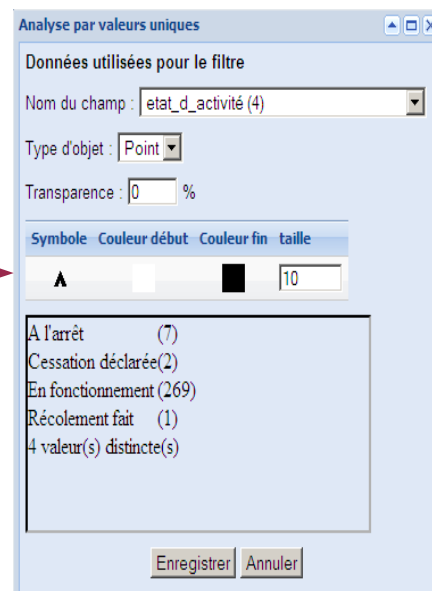 Analyse par valeurs uniques
Données utilisées pour le filtre
Nom du champ : etat_d_activité (4)
Type d'objet : Point
Transparence : 0 %
Symbole Couleur début Couleur fin taille
10
A l'arrêt (7)
Cessation déclarée(2)
En fonctionnement (269)
Récolement fait (1)
4 valeur(s) distincte(s)
Enregistrer Annuler